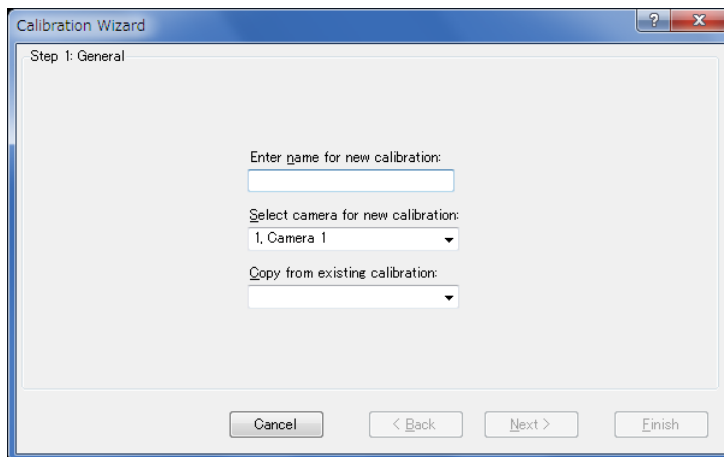 Calibration Wizard
Step 1: General
Enter name for new calibration:
Select camera for new calibration:
1, Camera 1
Copy from existing calibration:
Cancel
< Back
Next >
Finish